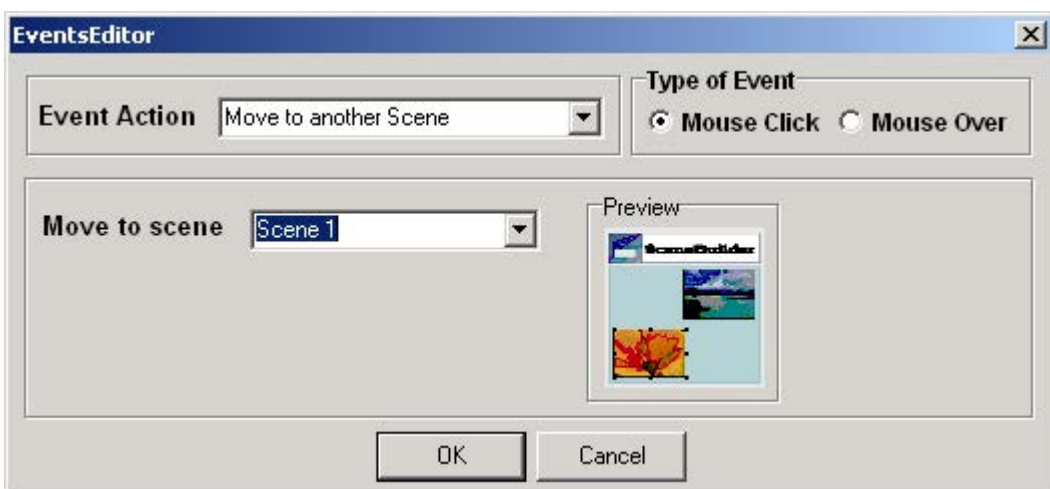 EventsEditor
Event Action
Move to another Scene
Type of Event
Mouse Click
Mouse Over
Move to scene
Scene 1
Preview
SceneBuilder
OK
Cancel